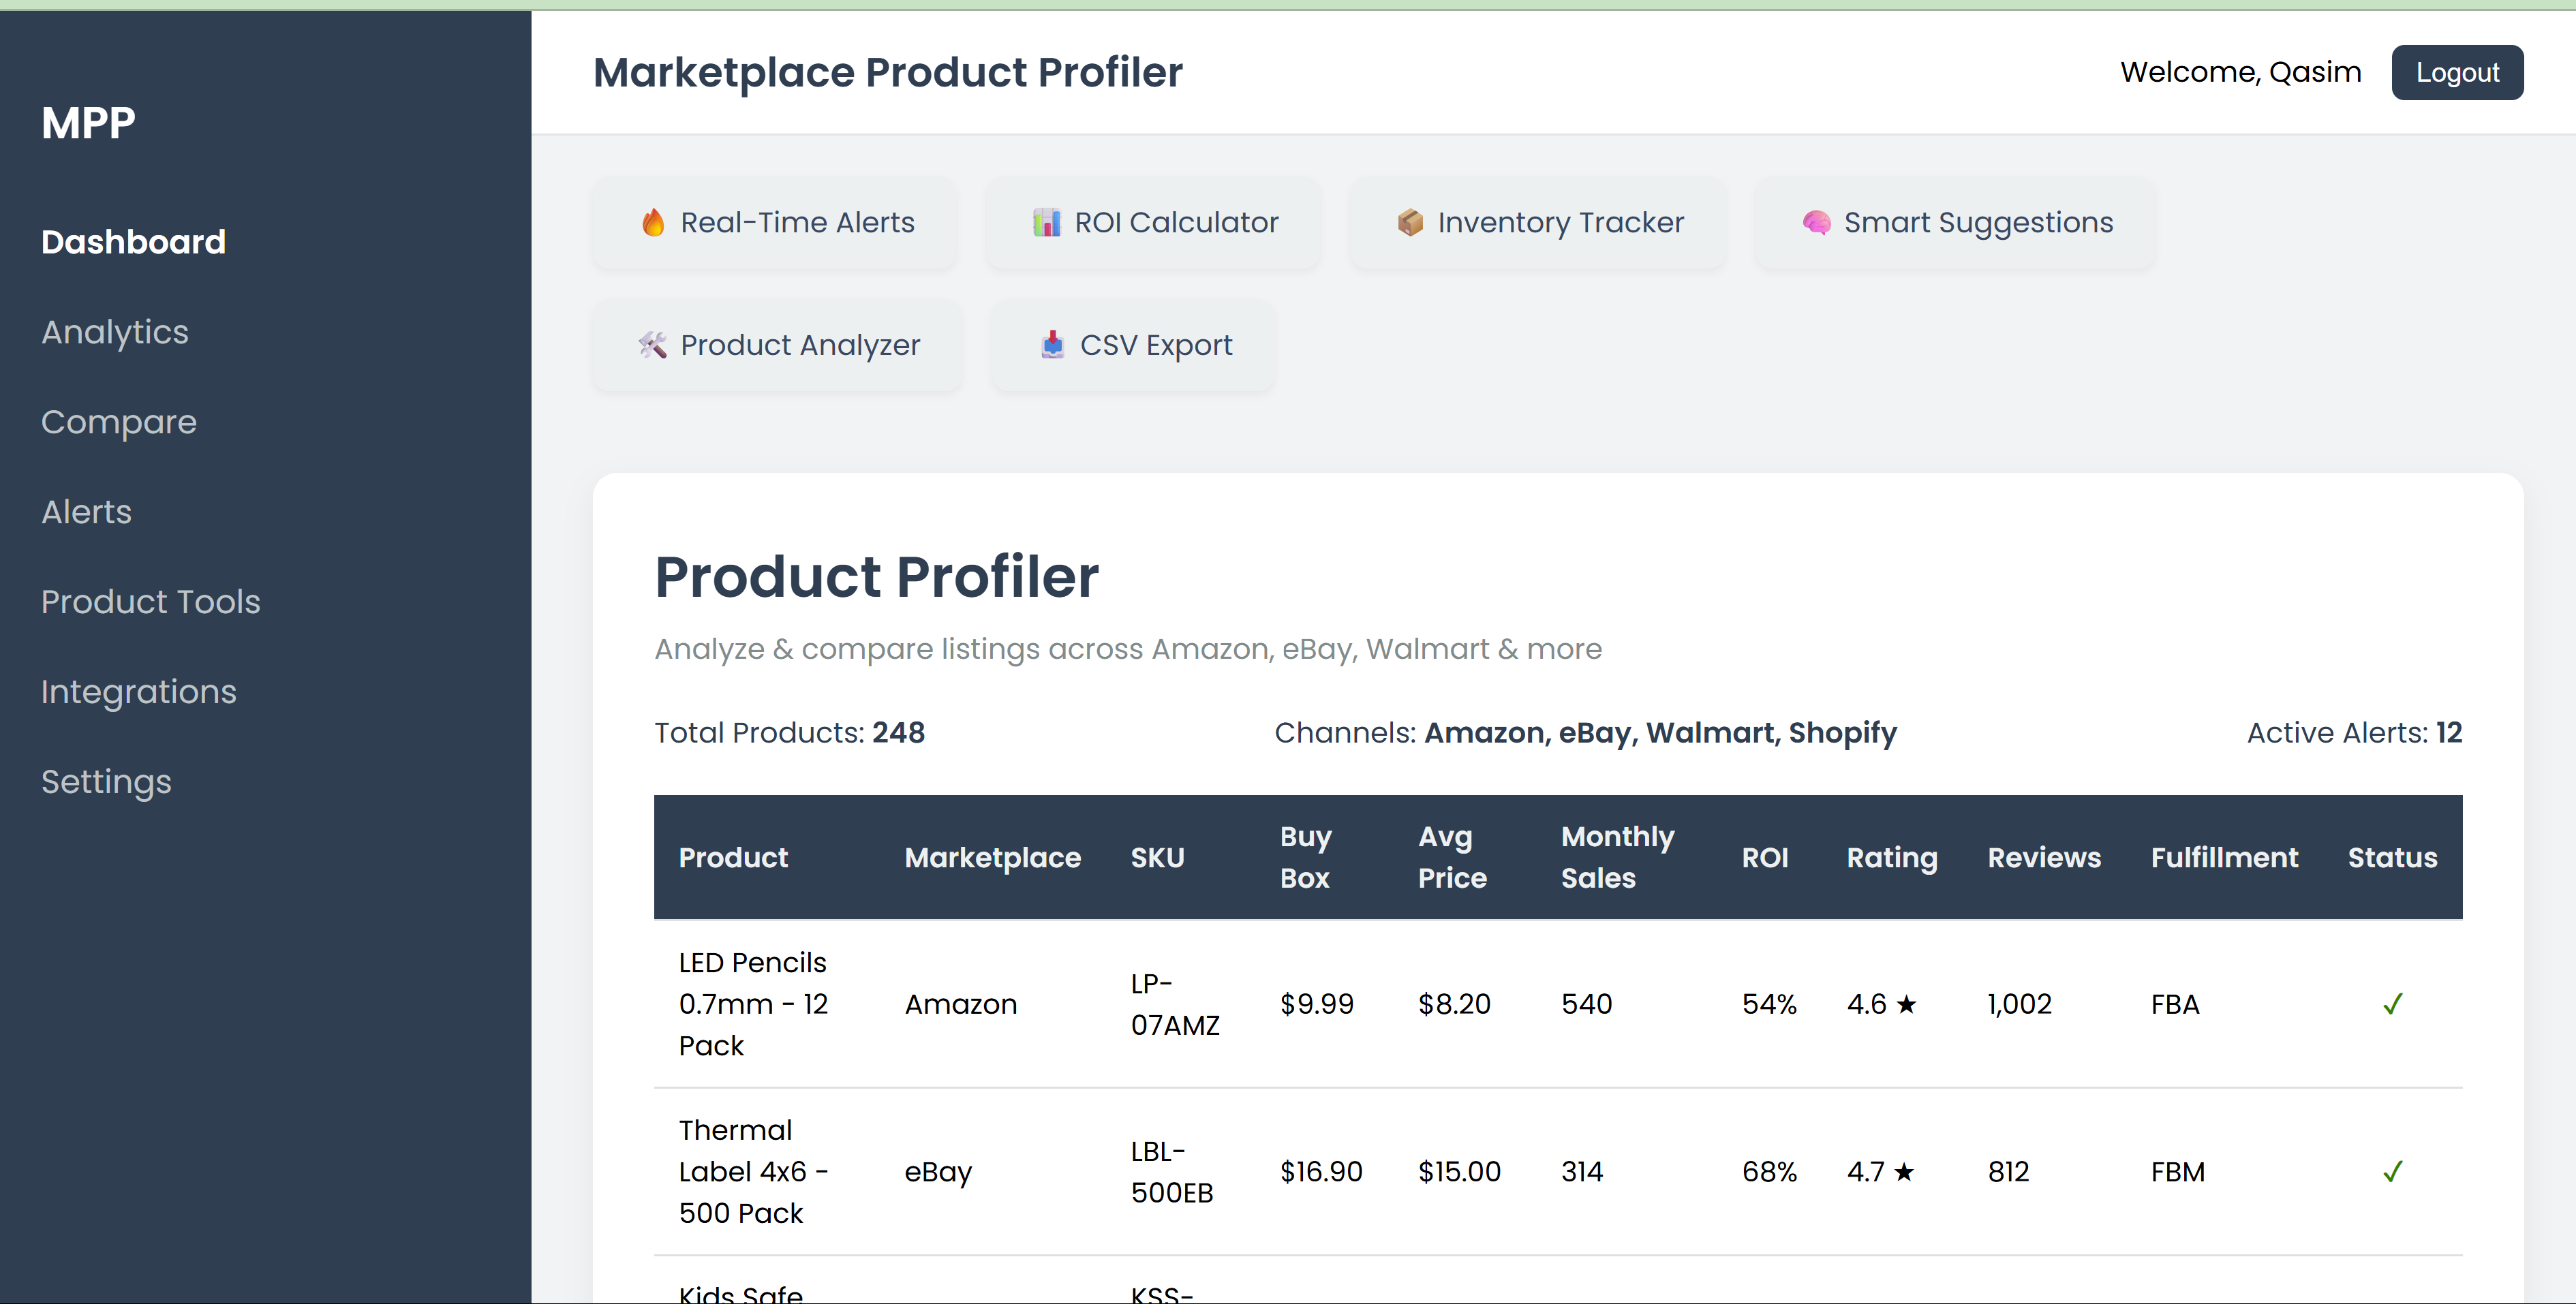 MPP
Dashboard
Analytics
Compare
Alerts
Product Tools
Integrations
Settings
Marketplace Product Profiler
Welcome, Qasim
Logout
Real-Time Alerts
ROI Calculator
Inventory Tracker
Smart Suggestions
Product Analyzer
CSV Export
Product Profiler
Analyze & compare listings across Amazon, eBay, Walmart & more
Total Products: 248
Channels: Amazon, eBay, Walmart, Shopify
Active Alerts: 12
Product
Marketplace
SKU
Buy
Box
Avg
Price
Monthly
Sales
ROI
Rating
Reviews
Fulfillment
Status
LED Pencils
0.7mm - 12
Pack
Amazon
LP-
07AMZ
$9.99
$8.20
540
54%
4.6 ★
1,002
FBA
✓
Thermal
Label 4x6 -
500 Pack
eBay
LBL-
500EB
$16.90
$15.00
314
68%
4.7 ★
812
FBM
✓
Kids Safe
KSS-